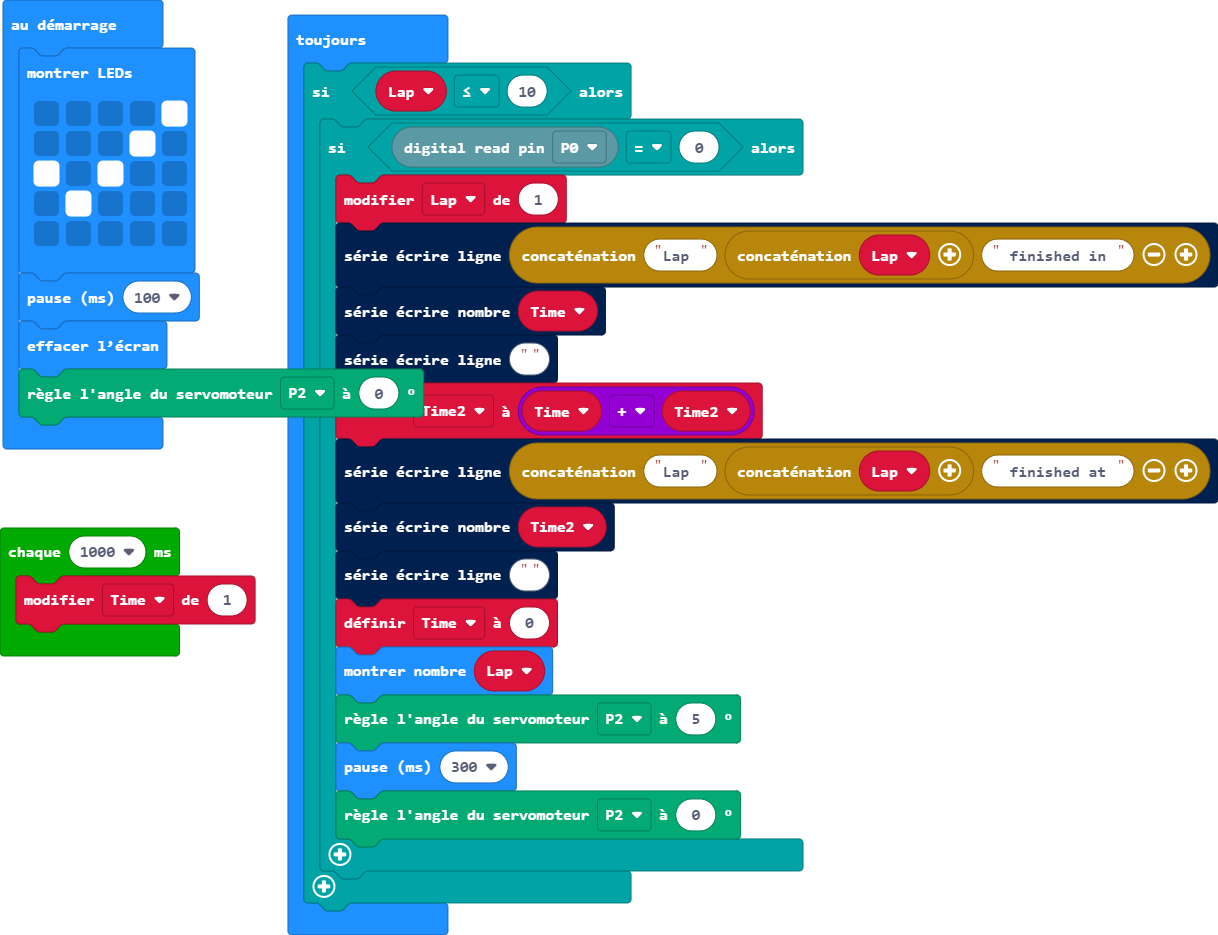 au démarrage
montrer LEDs
pause (ms) 100
effacer l’écran
règle l'angle du servomoteur P2 à 0 °
chaque 1000 ms
modifier Time de 1
toujours
si Lap ≤ 10 alors
si digital read pin P0 = 0 alors
modifier Lap de 1
série écrire ligne concaténation "Lap " concaténation Lap " finished in "
série écrire nombre Time
série écrire ligne " "
Time2 à Time + Time2
série écrire ligne concaténation "Lap " concaténation Lap " finished at "
série écrire nombre Time2
série écrire ligne " "
définir Time à 0
montrer nombre Lap
règle l'angle du servomoteur P2 à 5 °
pause (ms) 300
règle l'angle du servomoteur P2 à 0 °